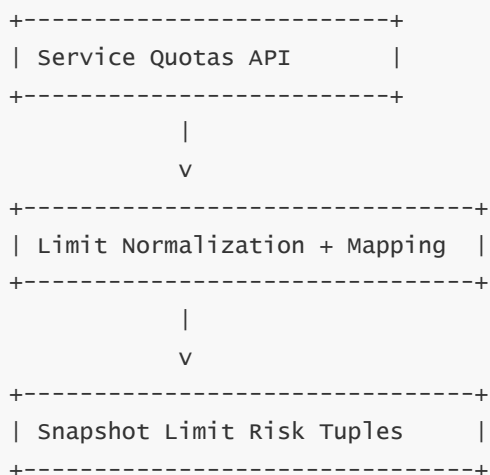 +--------------------------+
| Service Quotas API       |
+--------------------------+
            |
            v
+--------------------------------+
| Limit Normalization + Mapping  |
+--------------------------------+
            |
            v
+--------------------------------+
| Snapshot Limit Risk Tuples     |
+--------------------------------+